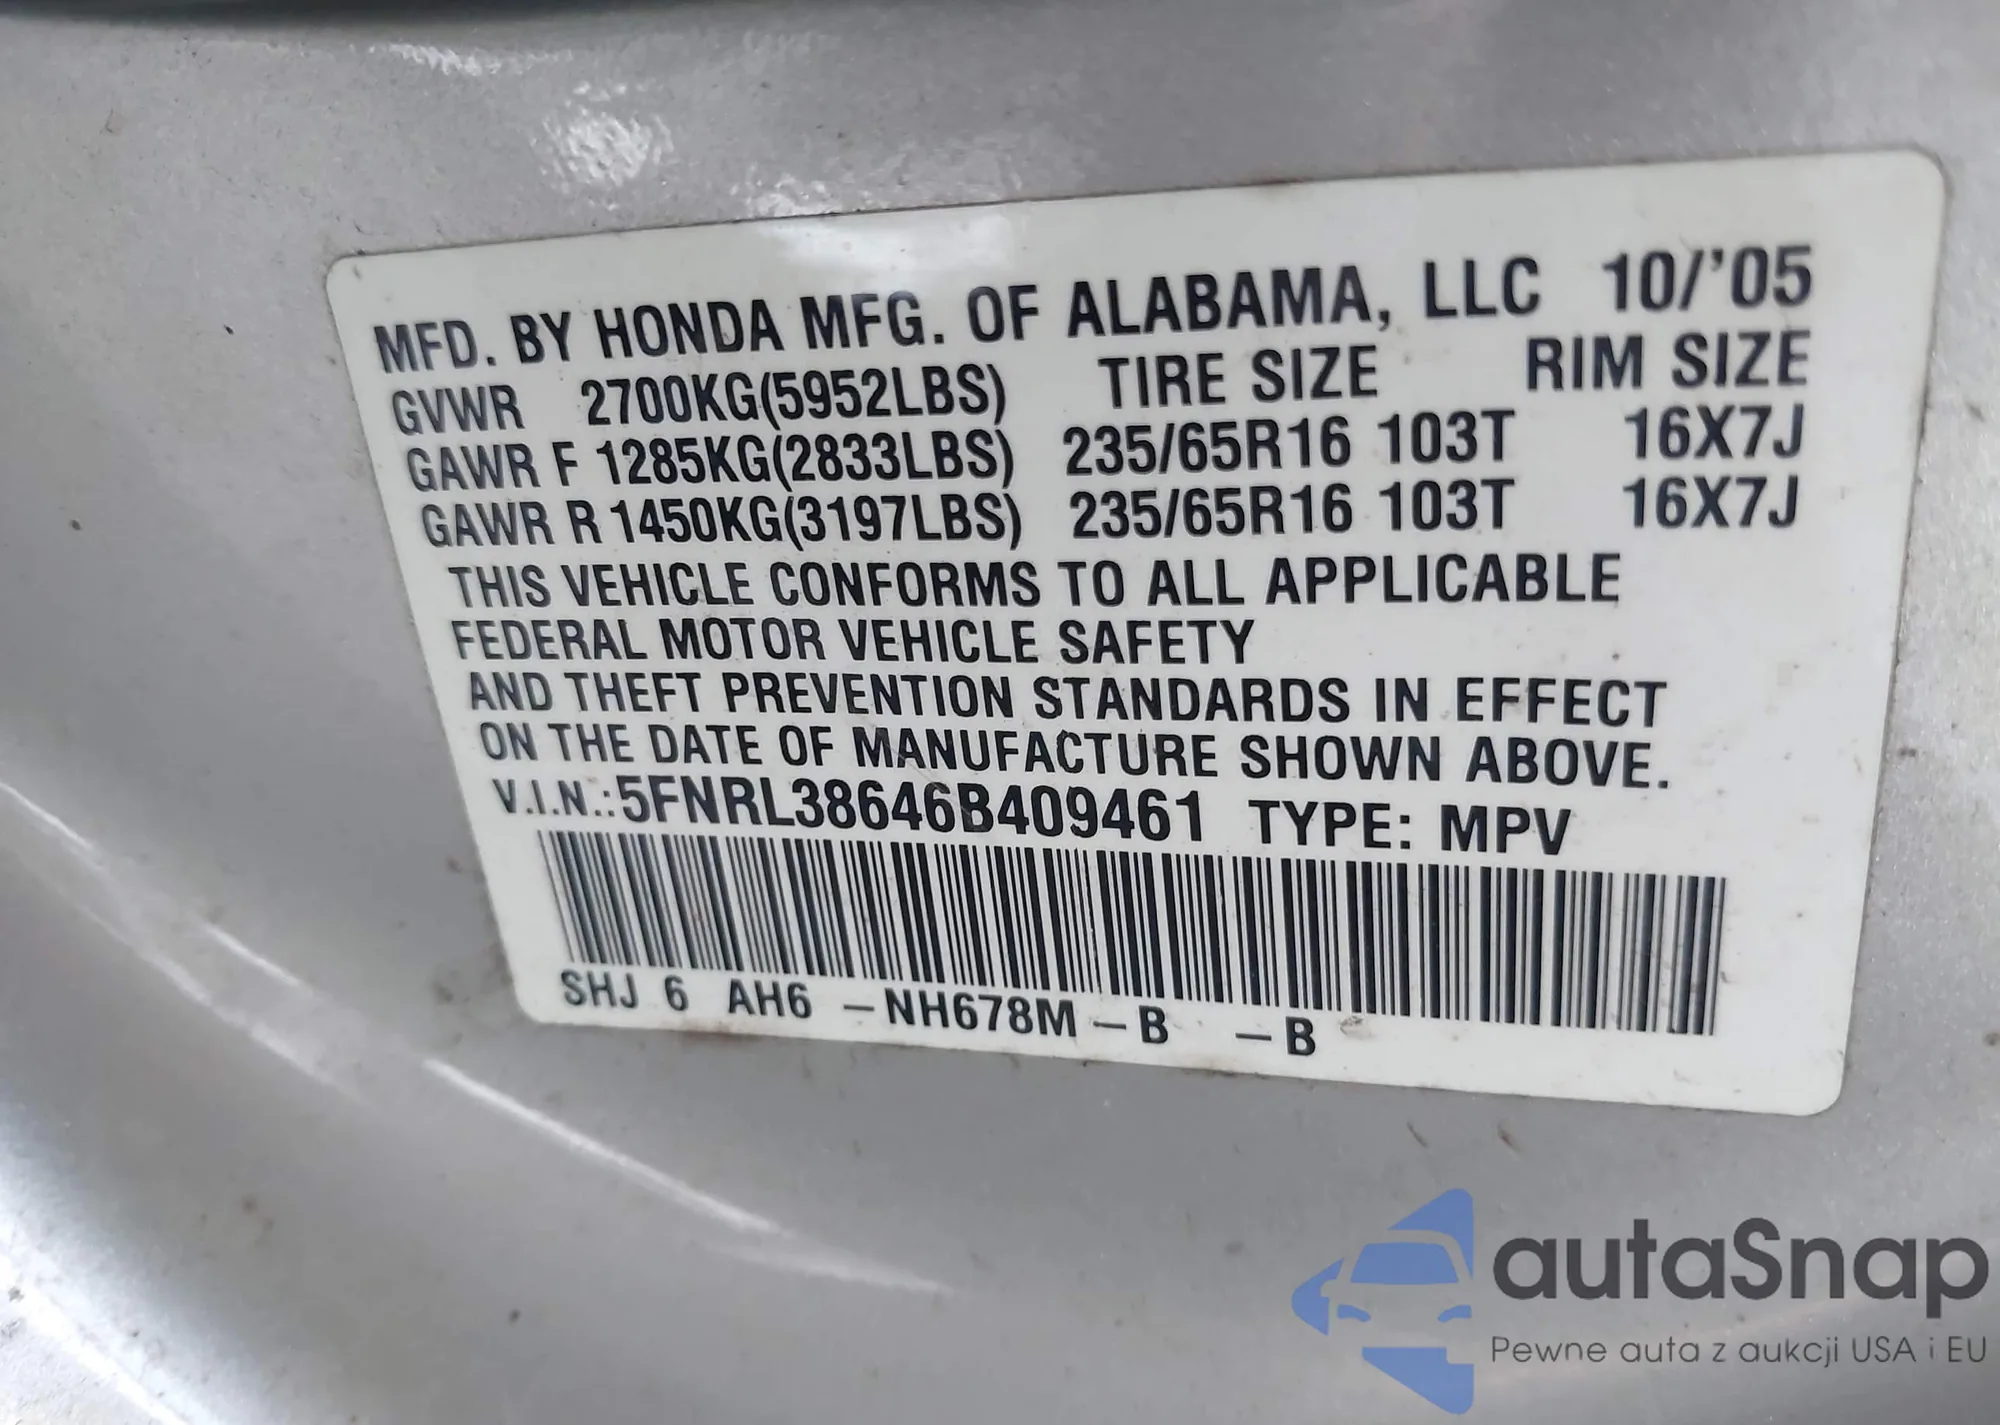 MFD. BY HONDA MFG. OF ALABAMA, LLC 10/'05
GVWR 2700KG(5952LBS) TIRE SIZE RIM SIZE
GAWR F 1285KG(2833LBS) 235/65R16 103T 16X7J
GAWR R 1450KG(3197LBS) 235/65R16 103T 16X7J
THIS VEHICLE CONFORMS TO ALL APPLICABLE
FEDERAL MOTOR VEHICLE SAFETY
AND THEFT PREVENTION STANDARDS IN EFFECT
ON THE DATE OF MANUFACTURE SHOWN ABOVE.
V.I.N.:5FNRL38646B409461 TYPE: MPV
SHJ 6 AH6 -NH678M-B -B
autaSnap
Pewne auta z aukcji USA i EU